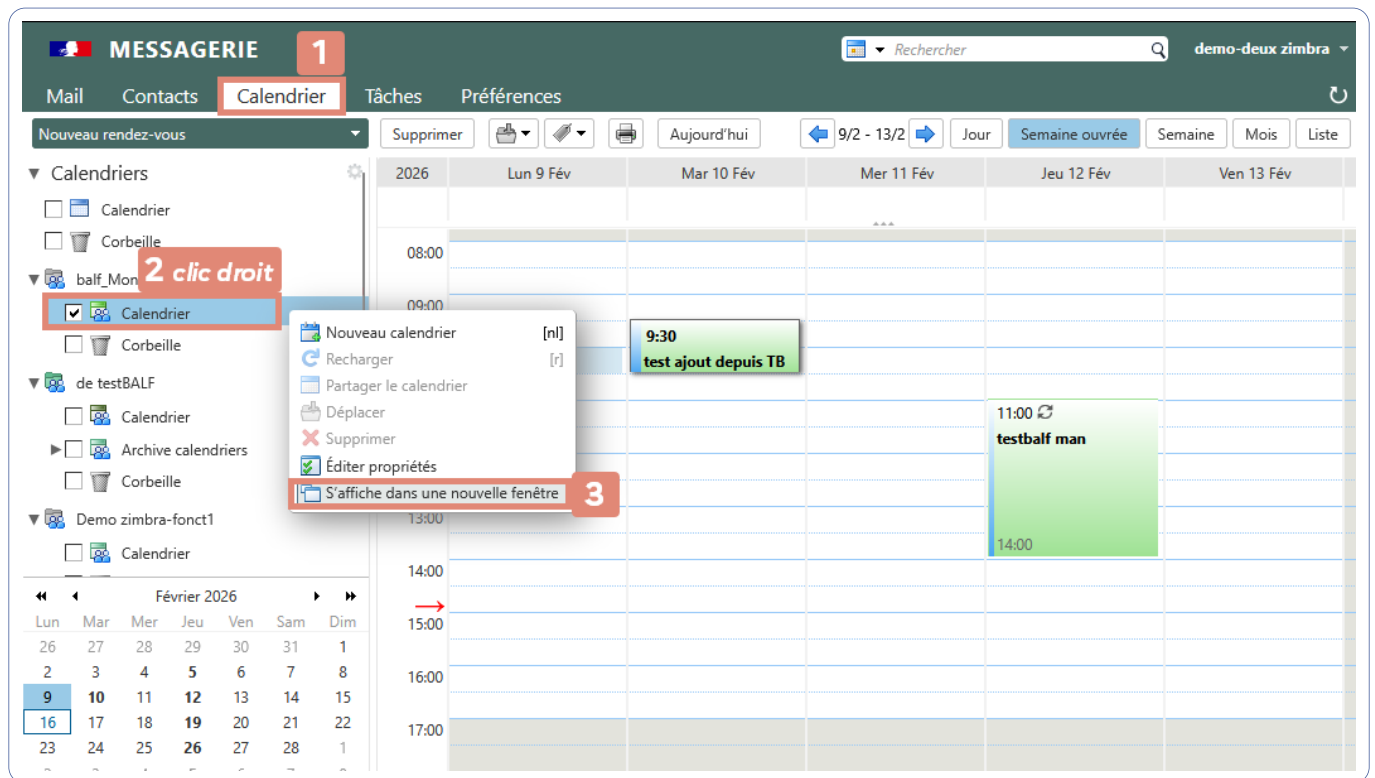 MESSAGERIE
1
Rechercher
demo-deux zimbra
Mail Contacts Calendrier Tâches Préférences
Nouveau rendez-vous
Supprimer
Aujourd'hui
9/2 - 13/2
Jour
Semaine ouvrée
Semaine
Mois
Liste
Calendriers
Calendrier
Corbeille
2 clic droit
Calendrier
Corbeille
de testBALF
Calendrier
Archive calendriers
Corbeille
Demo zimbra-fonct1
Calendrier
2026 Lun 9 Fév Mar 10 Fév Mer 11 Fév Jeu 12 Fév Ven 13 Fév
08:00
09:00
13:00
14:00
15:00
16:00
17:00
9:30
test ajout depuis TB
11:00
testbalf man
14:00
Nouveau calendrier [nl]
Recharger [r]
Partager le calendrier
Déplacer
Supprimer
Éditer propriétés
S'affiche dans une nouvelle fenêtre
3
Février 2026
Lun Mar Mer Jeu Ven Sam Dim
26 27 28 29 30 31 1
2 3 4 5 6 7 8
9 10 11 12 13 14 15
16 17 18 19 20 21 22
23 24 25 26 27 28 1